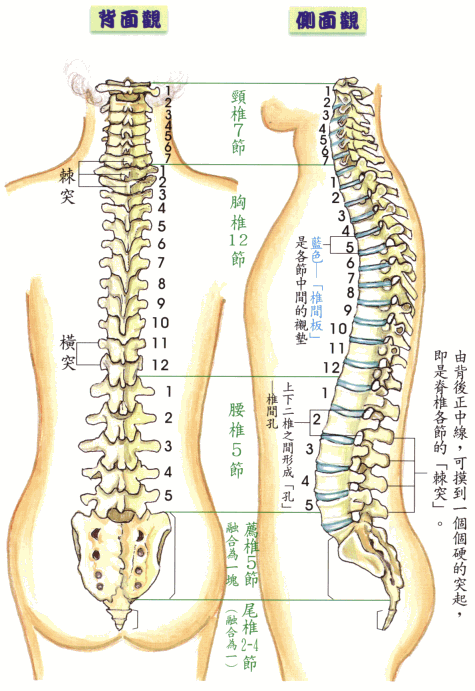 背面觀
側面觀
1
2
3
4
5
6
7
1
2
3
4
5
6
7
8
9
10
11
12
1
2
3
4
5
棘突
橫突
頸椎7節
胸椎12節
腰椎5節
薦椎5節
融合為一塊
尾椎2-4節
(融合為一)
1
2
3
4
5
6
7
1
2
3
4
5
6
7
8
9
10
11
12
1
2
3
4
5
藍色—「椎間板」
是各節中間的襯墊
上下二椎之間形成「孔」
—椎間孔
由背後正中線，可摸到一個個硬的突起，
即是脊椎各節的「棘突」。